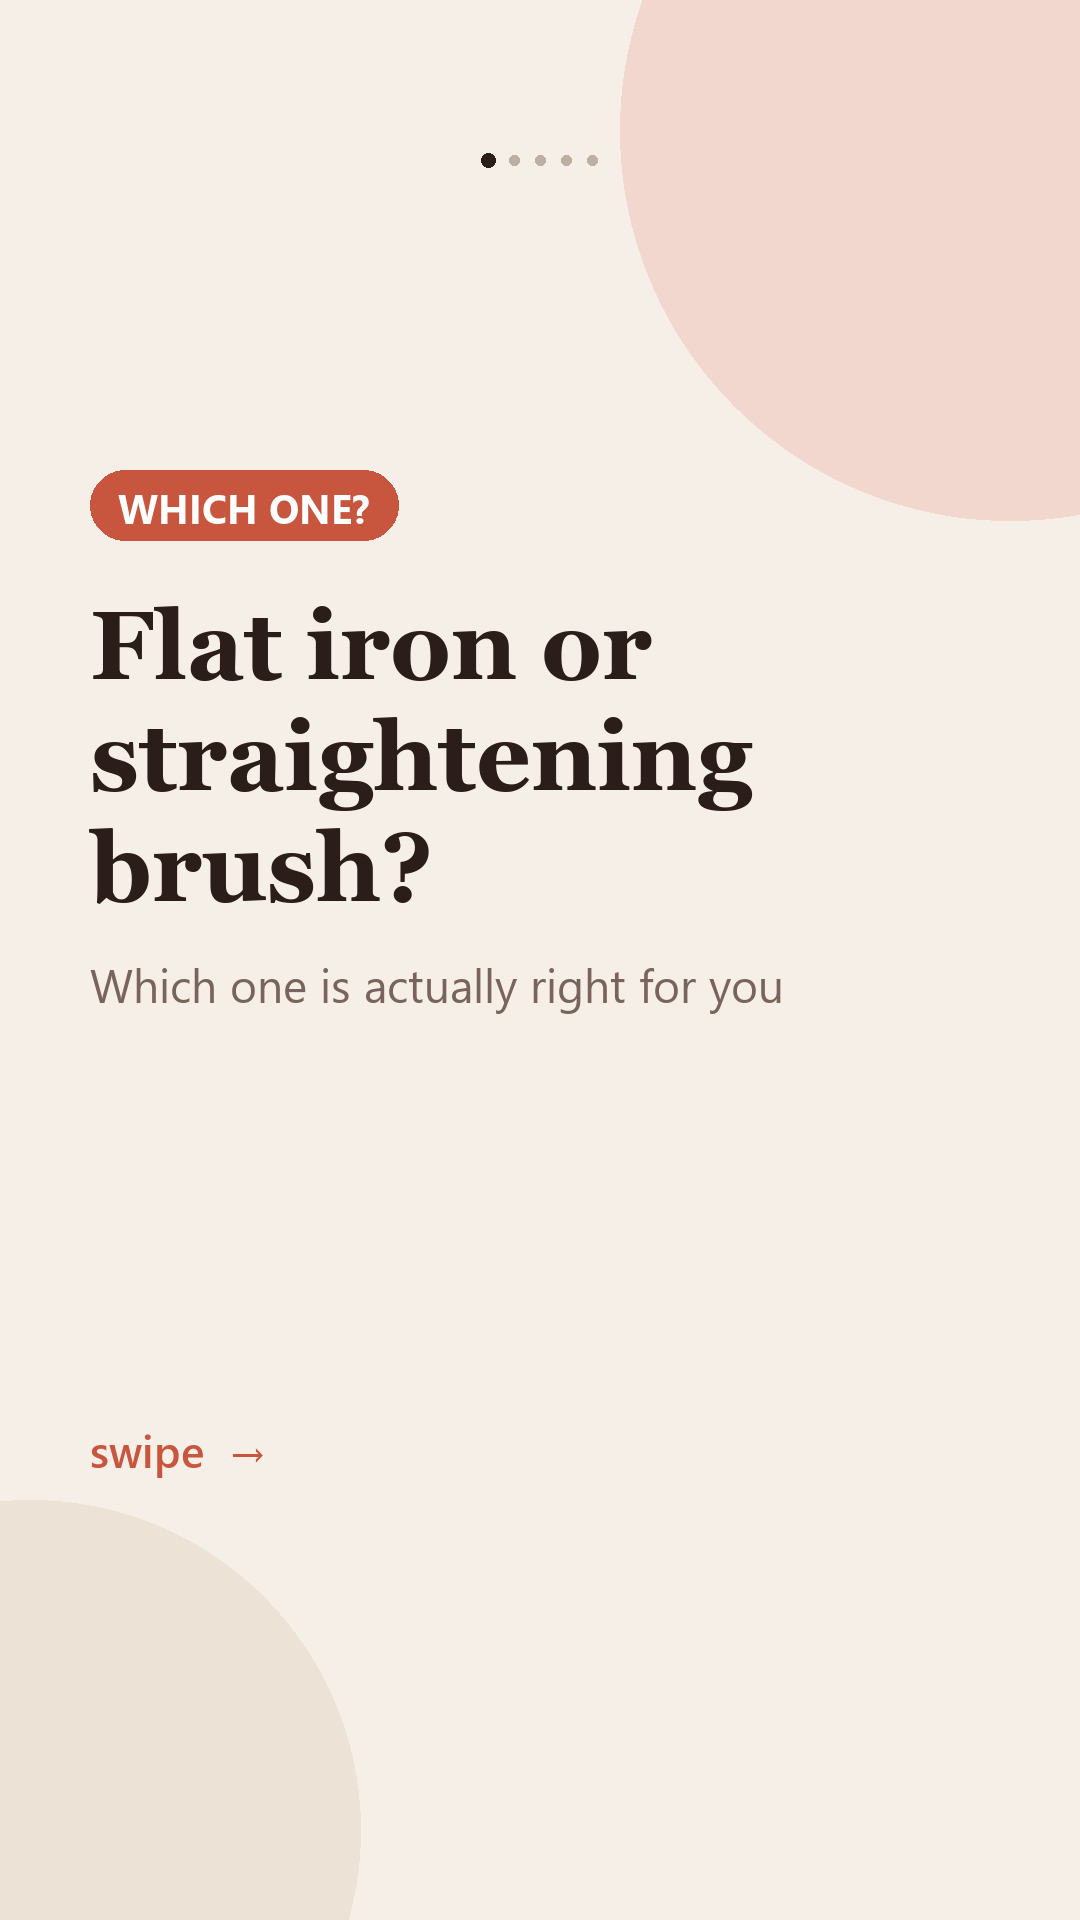 WHICH ONE?
Flat iron or
straightening
brush?
Which one is actually right for you
swipe →